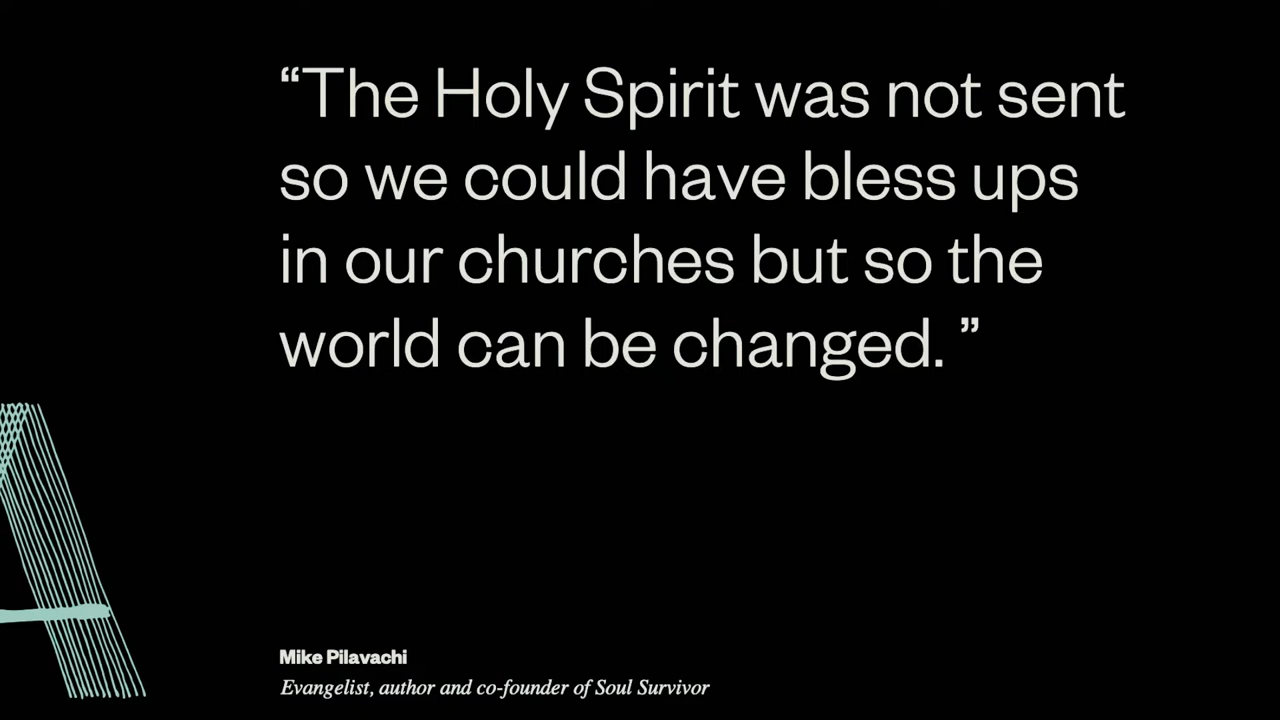 “The Holy Spirit was not sent
so we could have bless ups
in our churches but so the
world can be changed. ”
Mike Pilavachi
Evangelist, author and co-founder of Soul Survivor